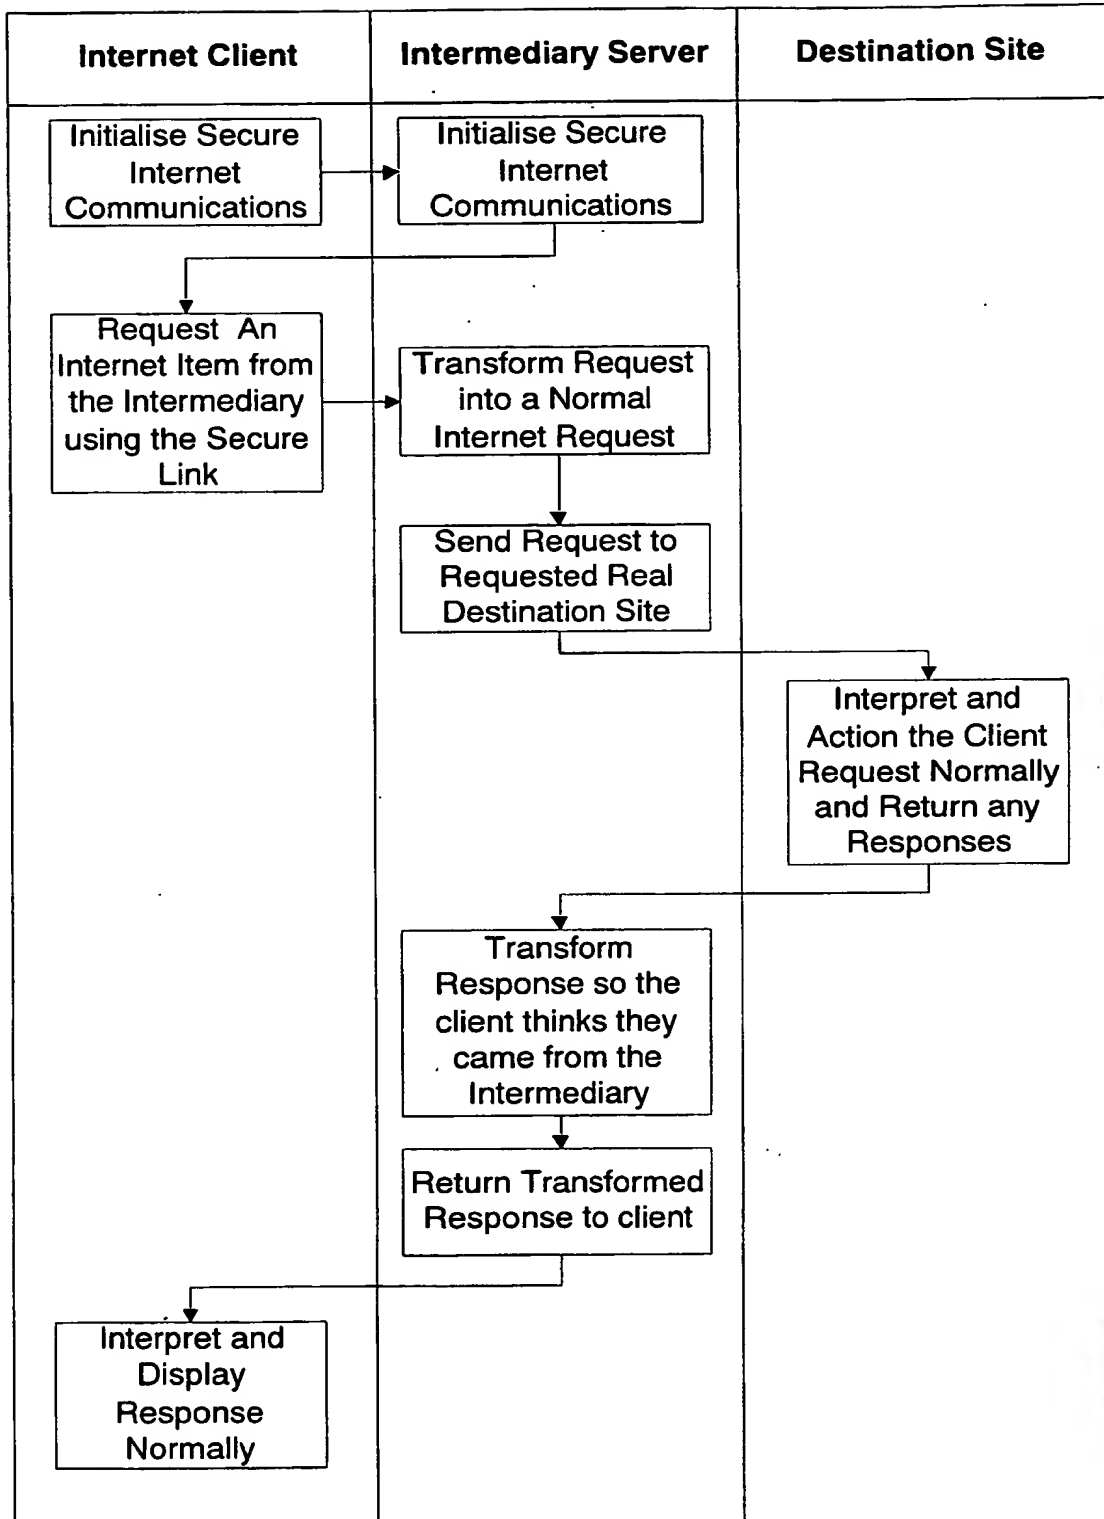 Internet Client
Intermediary Server
Destination Site
Initialise Secure
Internet
Communications
Initialise Secure
Internet
Communications
Request An
Internet Item from
the Intermediary
using the Secure
Link
Transform Request
into a Normal
Internet Request
Send Request to
Requested Real
Destination Site
Interpret and
Action the Client
Request Normally
and Return any
Responses
Transform
Response so the
client thinks they
came from the
Intermediary
Return Transformed
Response to client
Interpret and
Display
Response
Normally